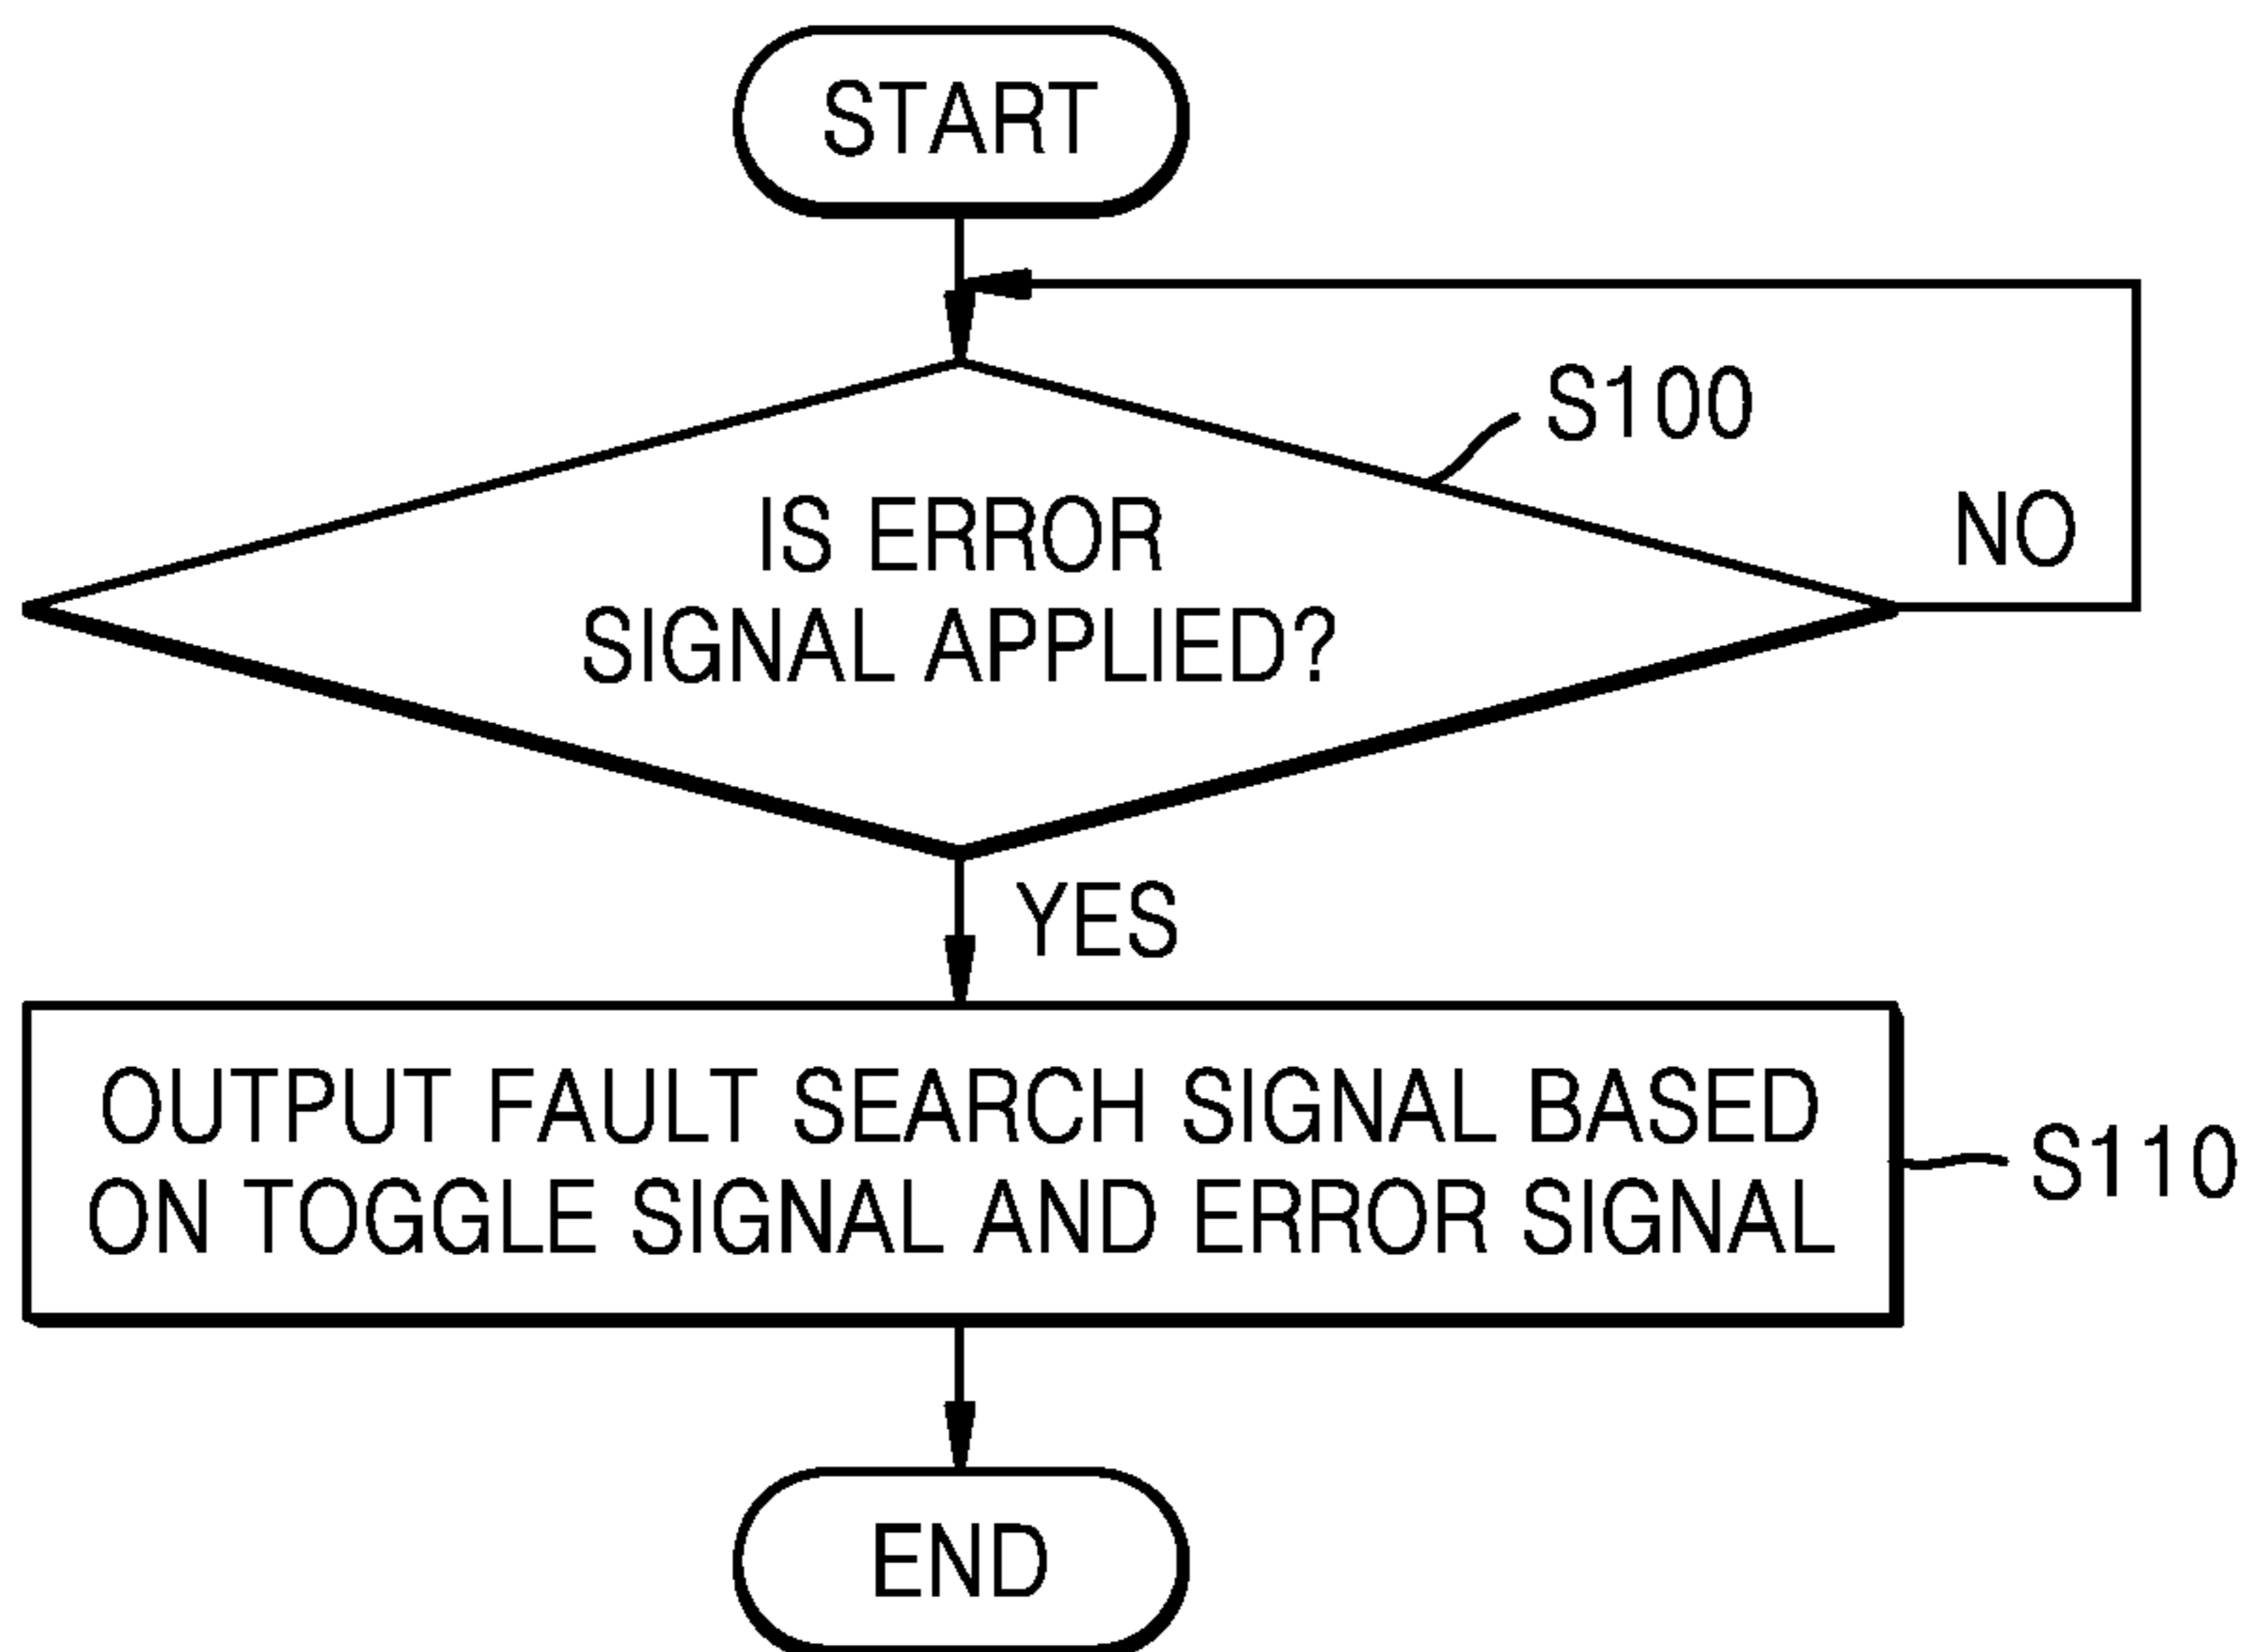 START
S100
IS ERROR
SIGNAL APPLIED?
NO
YES
OUTPUT FAULT SEARCH SIGNAL BASED
ON TOGGLE SIGNAL AND ERROR SIGNAL
S110
END